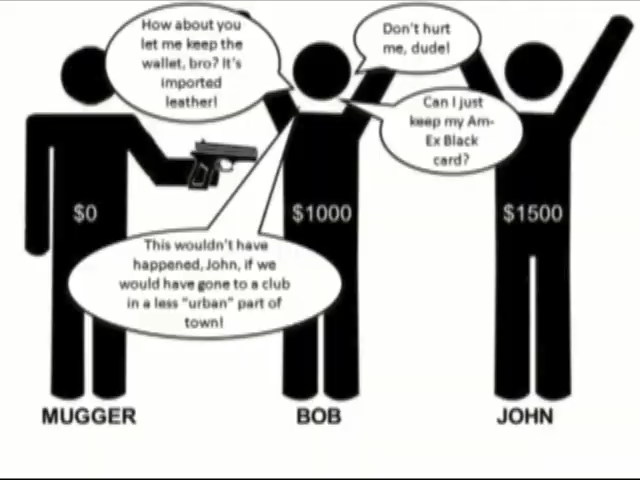 How about you
let me keep the
wallet, bro? It's
imported
leather!
Don't hurt
me, dude!
Can I just
keep my Am-
Ex Black
card?
$0
$1000
$1500
This wouldn't have
happened, John, if we
would have gone to a club
in a less "urban" part of
town!
MUGGER
BOB
JOHN